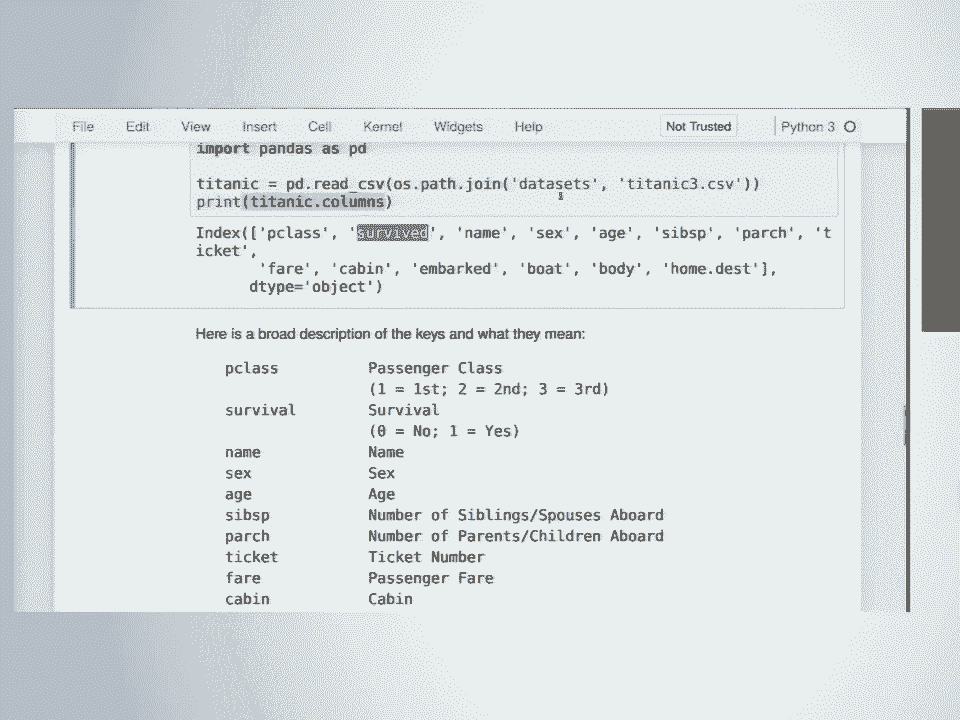 File Edit View Insert Cell Kernel Widgets Help Not Trusted Python 3
import pandas as pd
titanic = pd.read_csv(os.path.join('datasets', 'titanic3.csv'))
print(titanic.columns)
Index(['pclass', 'survived', 'name', 'sex', 'age', 'sibsp', 'parch', 't
icket',
'fare', 'cabin', 'embarked', 'boat', 'body', 'home.dest'],
dtype='object')
Here is a broad description of the keys and what they mean:
pclass Passenger Class
(1 = 1st; 2 = 2nd; 3 = 3rd)
survival Survival
(0 = No; 1 = Yes)
name Name
sex Sex
age Age
sibsp Number of Siblings/Spouses Aboard
parch Number of Parents/Children Aboard
ticket Ticket Number
fare Passenger Fare
cabin Cabin